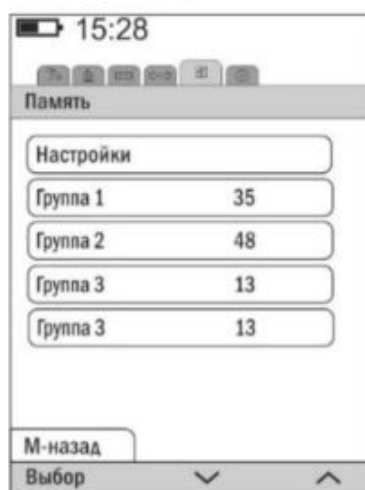 15:28
Память
Настройки
Группа 1 35
Группа 2 48
Группа 3 13
Группа 3 13
М-назад
Выбор